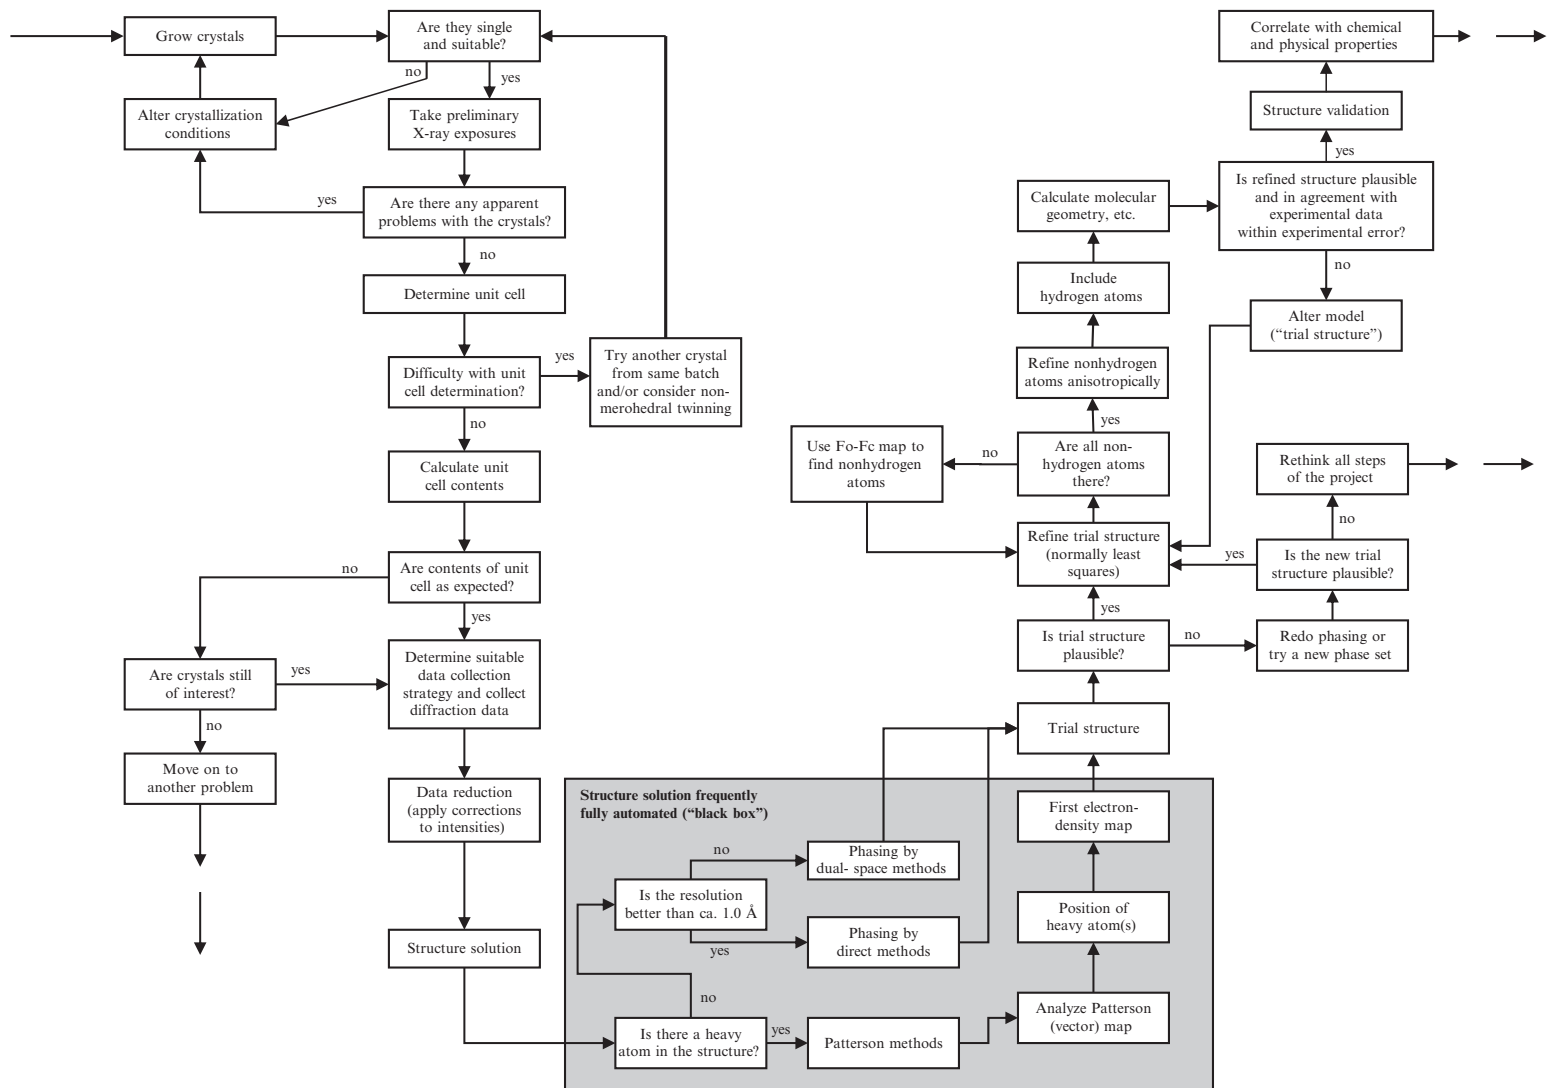 Grow crystals
Are they single
and suitable?
no
yes
Alter crystallization
conditions
Take preliminary
X-ray exposures
yes
Are there any apparent
problems with the crystals?
no
Determine unit cell
Difficulty with unit
cell determination?
yes
Try another crystal
from same batch
and/or consider non-
merohedral twinning
no
Calculate unit
cell contents
no
Are contents of unit
cell as expected?
yes
Are crystals still
of interest?
yes
Determine suitable
data collection
strategy and collect
diffraction data
no
Move on to
another problem
Data reduction
(apply corrections
to intensities)
Structure solution
Structure solution frequently
fully automated (“black box”)
no
Phasing by
dual- space methods
Is the resolution
better than ca. 1.0 Å
yes
Phasing by
direct methods
no
Is there a heavy
atom in the structure?
yes
Patterson methods
Analyze Patterson
(vector) map
Position of
heavy atom(s)
First electron-
density map
Trial structure
Is trial structure
plausible?
no
Redo phasing or
try a new phase set
yes
Refine trial structure
(normally least
squares)
yes
Is the new trial
structure plausible?
no
Rethink all steps
of the project
Use Fo-Fc map to
find nonhydrogen
atoms
no
Are all non-
hydrogen atoms
there?
yes
Refine nonhydrogen
atoms anisotropically
Include
hydrogen atoms
Calculate molecular
geometry, etc.
Is refined structure plausible
and in agreement with
experimental data
within experimental error?
no
Alter model
(“trial structure”)
yes
Structure validation
Correlate with chemical
and physical properties